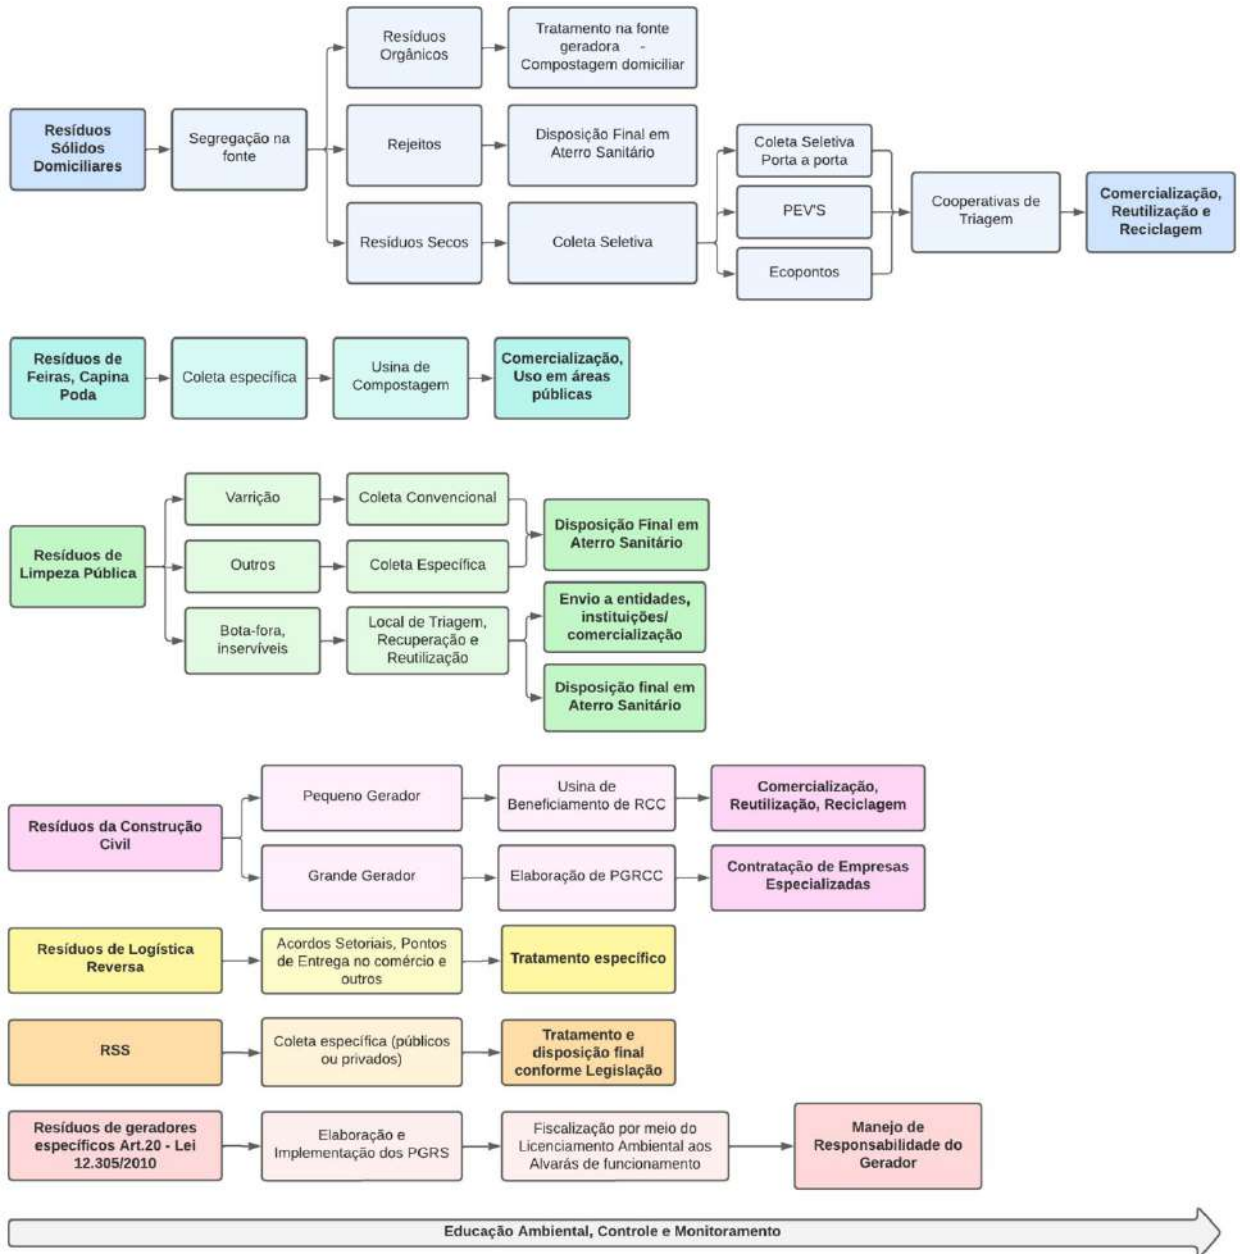 Resíduos
Orgânicos
Tratamento na fonte
geradora -
Compostagem domiciliar
Resíduos
Sólidos
Domiciliares
Segregação na
fonte
Rejeitos
Disposição Final em
Aterro Sanitário
Resíduos Secos
Coleta Seletiva
Coleta Seletiva
Porta a porta
PEV'S
Ecopontos
Cooperativas de
Triagem
Comercialização,
Reutilização e
Reciclagem
Resíduos de
Feiras, Capina
Poda
Coleta específica
Usina de
Compostagem
Comercialização,
Uso em áreas
públicas
Resíduos de
Limpeza Pública
Varrição
Coleta Convencional
Outros
Coleta Específica
Disposição Final em
Aterro Sanitário
Bota-fora,
inservíveis
Local de Triagem,
Recuperação e
Reutilização
Envio a entidades,
instituições/
comercialização
Disposição final em
Aterro Sanitário
Resíduos da Construção
Civil
Pequeno Gerador
Usina de
Beneficiamento de RCC
Comercialização,
Reutilização, Reciclagem
Grande Gerador
Elaboração de PGRCC
Contratação de Empresas
Especializadas
Resíduos de Logística
Reversa
Acordos Setoriais, Pontos
de Entrega no comércio e
outros
Tratamento específico
RSS
Coleta específica (públicos
ou privados)
Tratamento e
disposição final
conforme Legislação
Resíduos de geradores
específicos Art.20 - Lei
12.305/2010
Elaboração e
Implementação dos PGRS
Fiscalização por meio do
Licenciamento Ambiental aos
Alvarás de funcionamento
Manejo de
Responsabilidade do
Gerador
Educação Ambiental, Controle e Monitoramento